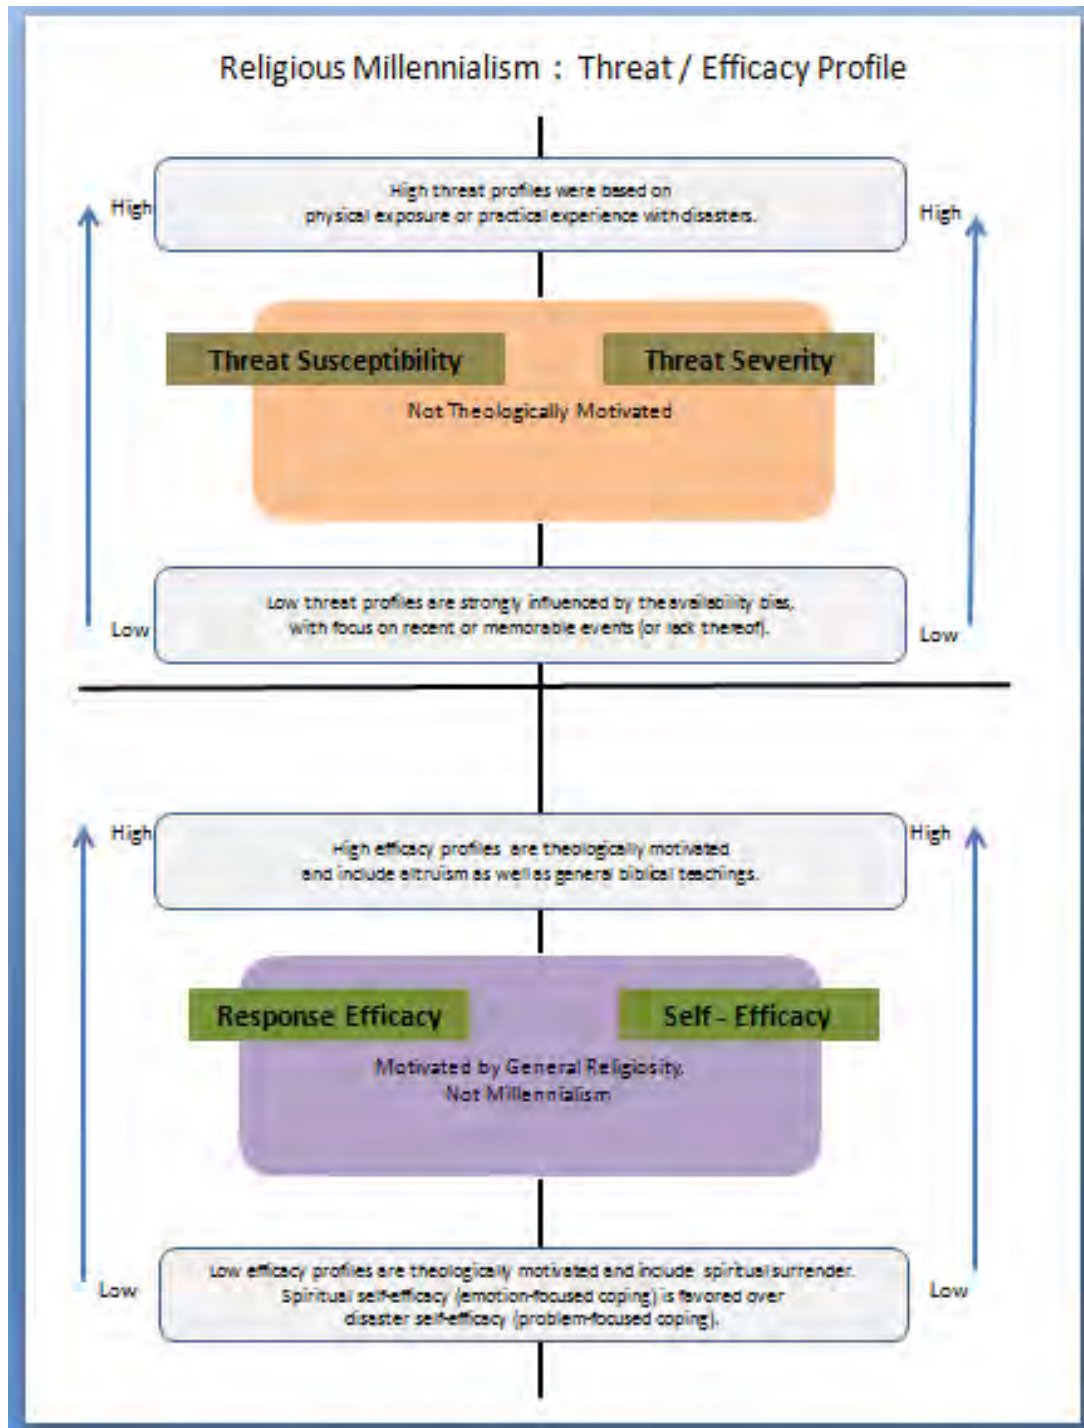 Religious Millennialism : Threat / Efficacy Profile
High threat profiles were based on
physical exposure or practical experience with disasters.
High
High
Threat Susceptibility
Threat Severity
Not Theologically Motivated
Low threat profiles are strongly influenced by the availability bias,
with focus on recent or memorable events (or lack thereof).
Low
Low
High
High
High efficacy profiles are theologically motivated
and include altruism as well as general biblical teachings.
Response Efficacy
Self - Efficacy
Motivated by General Religiosity,
Not Millennialism
Low efficacy profiles are theologically motivated and include spiritual surrender.
Spiritual self-efficacy (emotion-focused coping) is favored over
disaster self-efficacy (problem-focused coping).
Low
Low